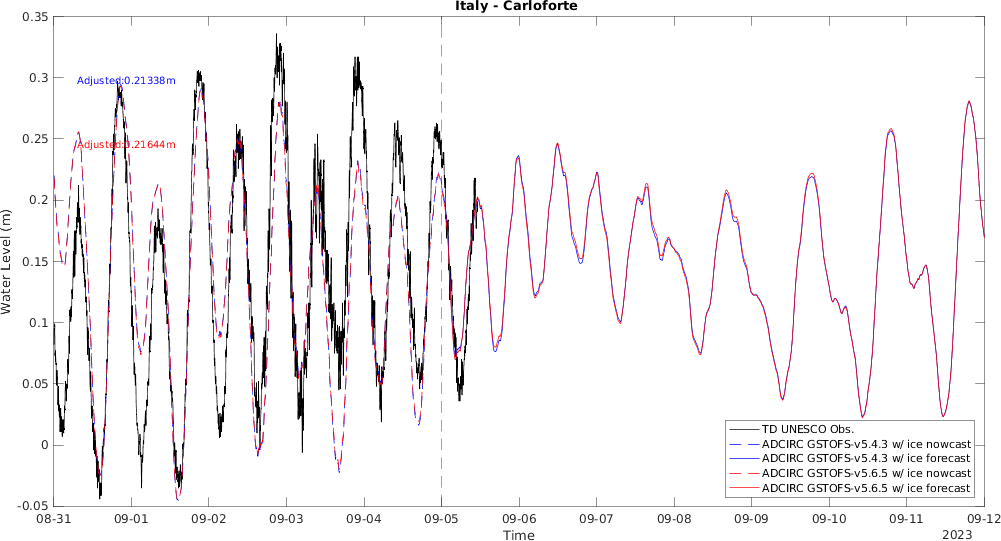 Italy - Carloforte
0.35
0.3
0.25
0.2
0.15
0.1
0.05
0
-0.05
Water Level (m)
Adjusted:0.21338m
Adjusted:0.21644m
TD UNESCO Obs.
ADCIRC GSTOFS-v5.4.3 w/ ice nowcast
ADCIRC GSTOFS-v5.4.3 w/ ice forecast
ADCIRC GSTOFS-v5.6.5 w/ ice nowcast
ADCIRC GSTOFS-v5.6.5 w/ ice forecast
08-31 09-01 09-02 09-03 09-04 09-05 09-06 09-07 09-08 09-09 09-10 09-11 09-12
Time
2023